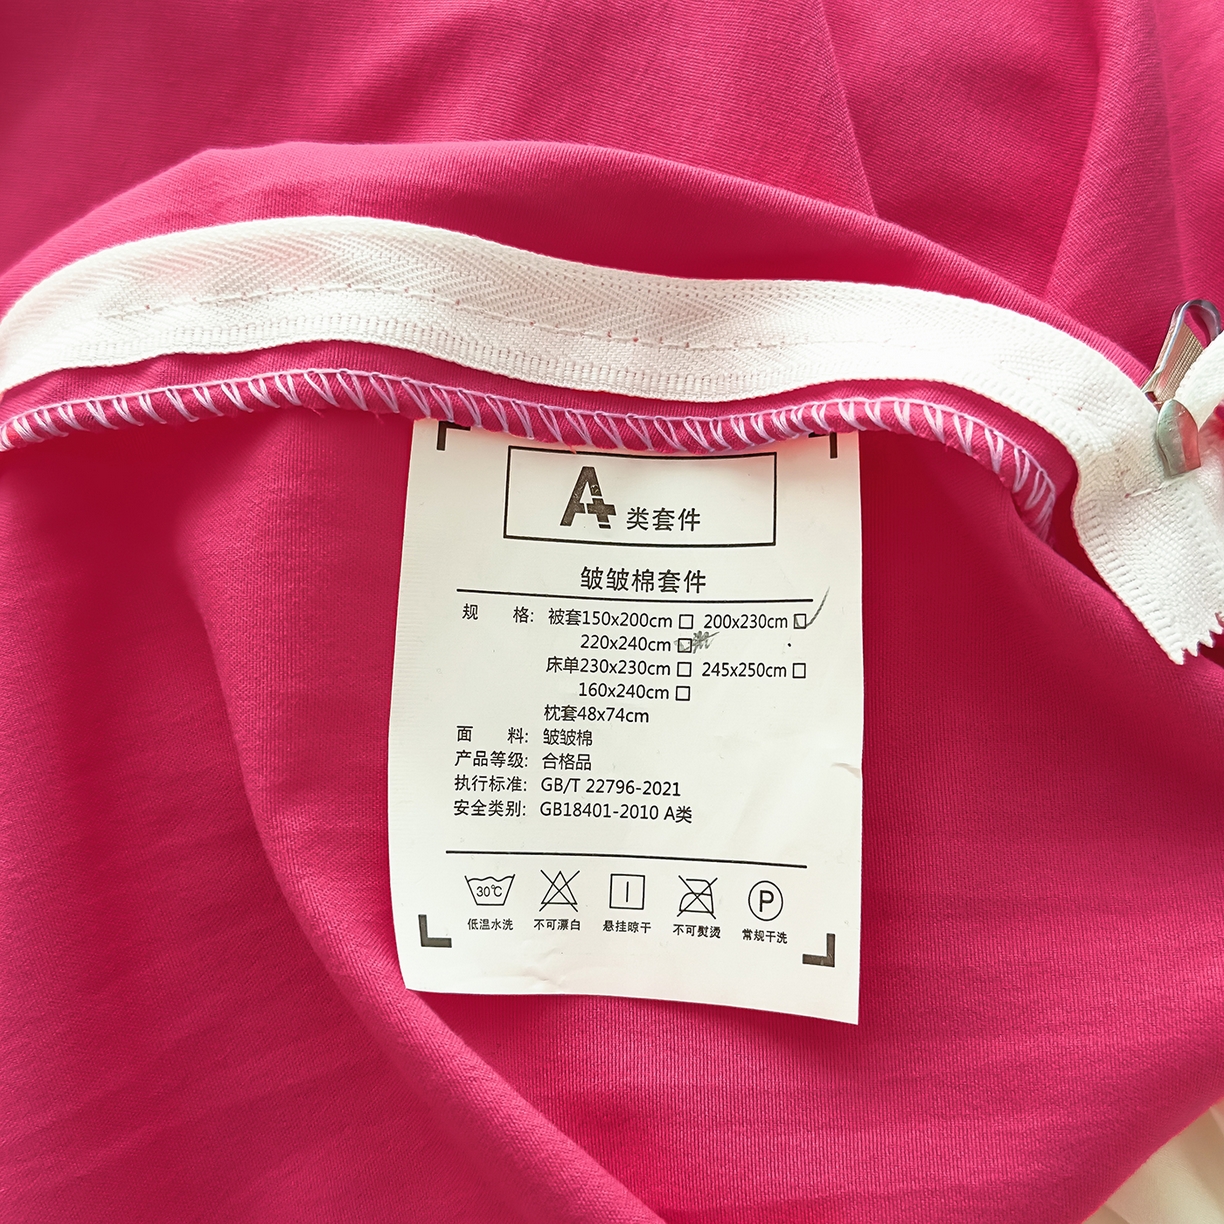 A+ 类套件
皱皱棉套件
规 格: 被套150x200cm □ 200x230cm ☑
220x240cm □
床单230x230cm □ 245x250cm □
160x240cm □
枕套48x74cm
面 料: 皱皱棉
产品等级: 合格品
执行标准: GB/T 22796-2021
安全类别: GB18401-2010 A类
30℃ P
低温水洗 不可漂白 悬挂晾干 不可熨烫 常规干洗